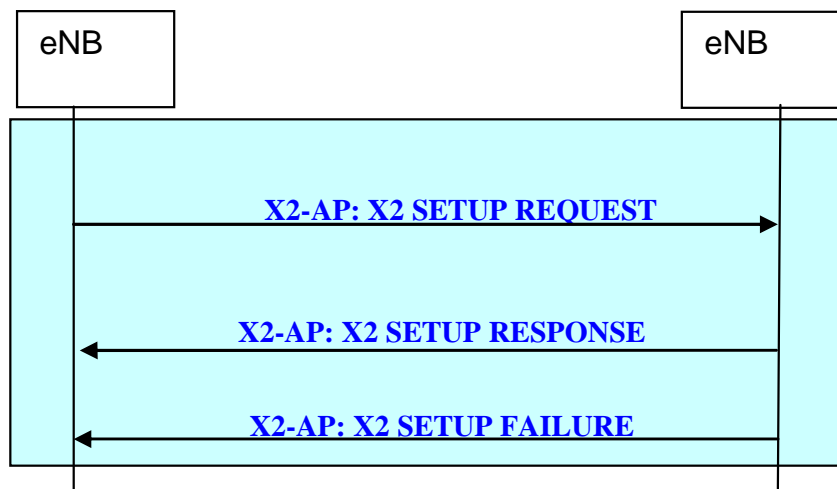 eNB
eNB
X2-AP: X2 SETUP REQUEST
X2-AP: X2 SETUP RESPONSE
X2-AP: X2 SETUP FAILURE